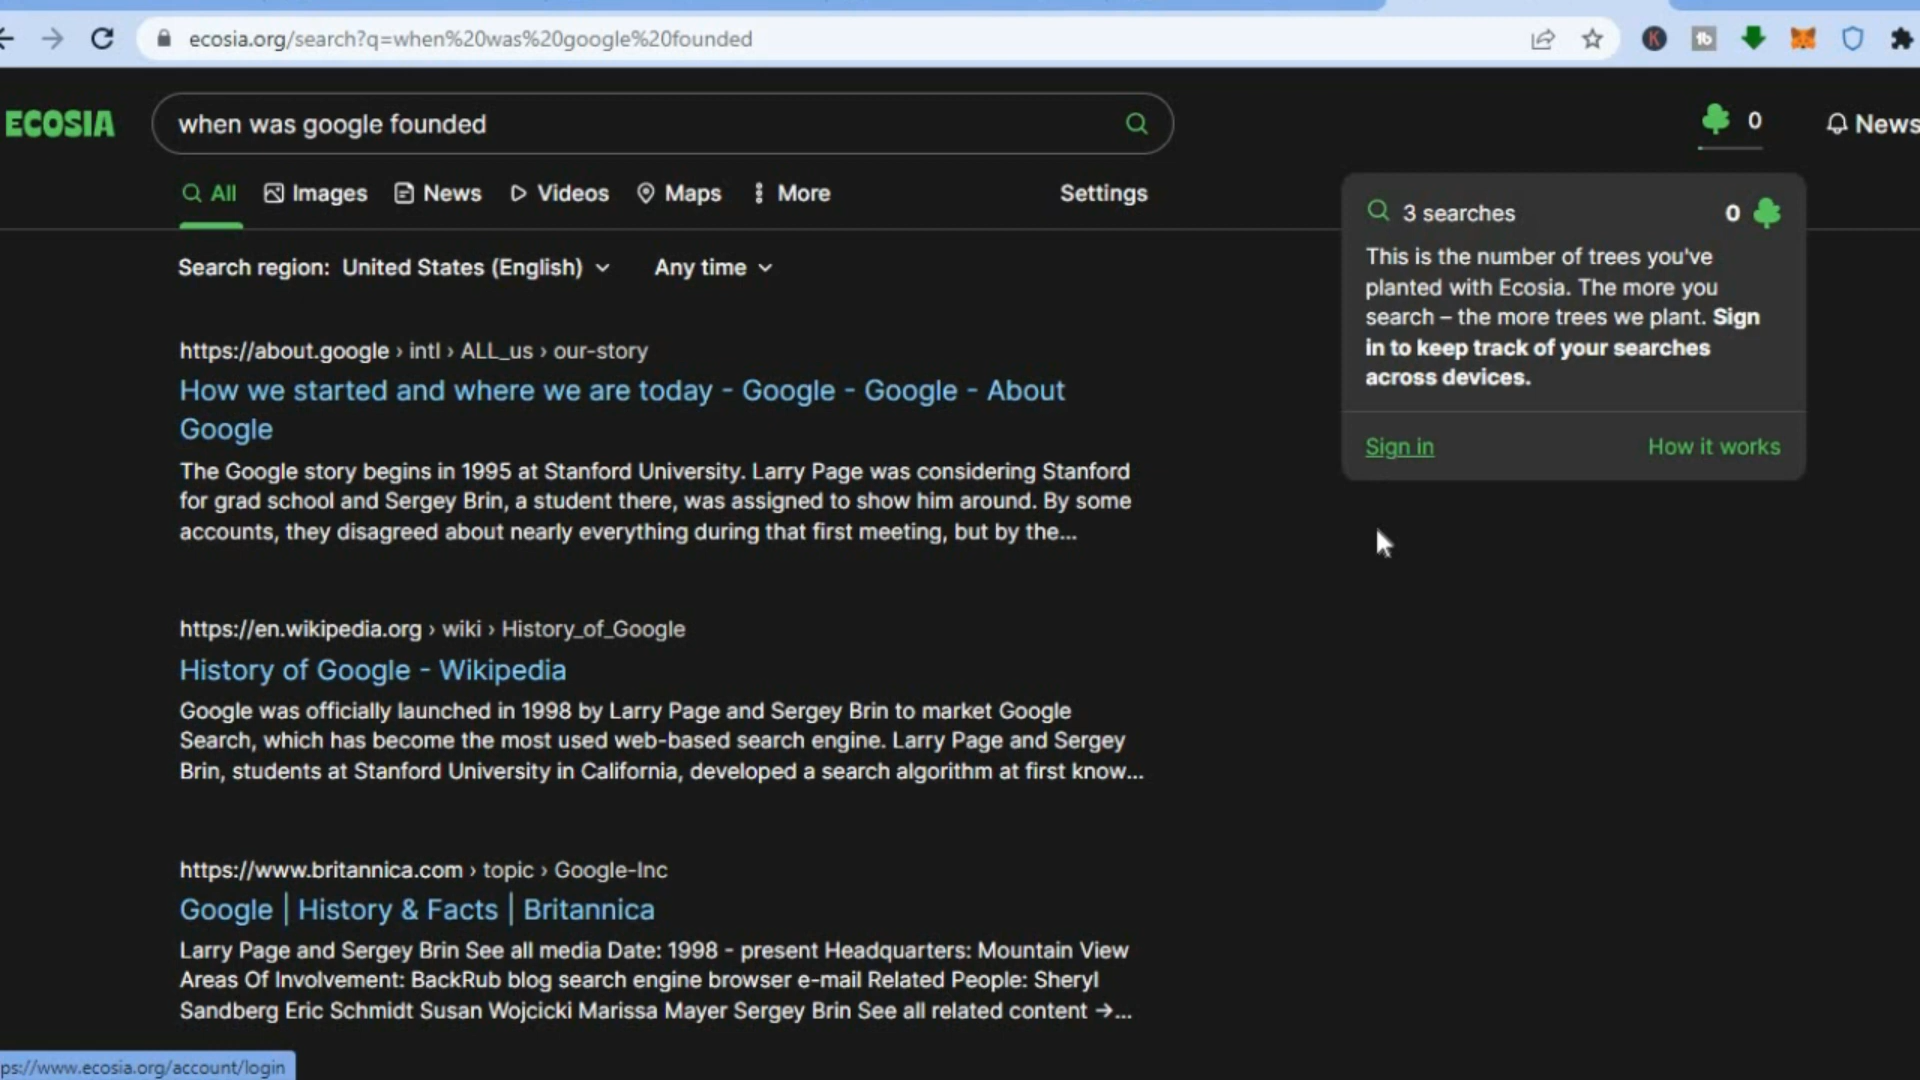 ecosia.org/search?q=when%20was%20google%20founded
K
tb
ECOSIA
when was google founded
0
News
All
Images
News
Videos
Maps
More
Settings
3 searches
0
This is the number of trees you've
planted with Ecosia. The more you
search – the more trees we plant. Sign
in to keep track of your searches
across devices.
Sign in
How it works
Search region: United States (English)
Any time
https://about.google › intl › ALL_us › our-story
How we started and where we are today - Google - Google - About
Google
The Google story begins in 1995 at Stanford University. Larry Page was considering Stanford
for grad school and Sergey Brin, a student there, was assigned to show him around. By some
accounts, they disagreed about nearly everything during that first meeting, but by the...
https://en.wikipedia.org › wiki › History_of_Google
History of Google - Wikipedia
Google was officially launched in 1998 by Larry Page and Sergey Brin to market Google
Search, which has become the most used web-based search engine. Larry Page and Sergey
Brin, students at Stanford University in California, developed a search algorithm at first know...
https://www.britannica.com › topic › Google-Inc
Google | History & Facts | Britannica
Larry Page and Sergey Brin See all media Date: 1998 - present Headquarters: Mountain View
Areas Of Involvement: BackRub blog search engine browser e-mail Related People: Sheryl
Sandberg Eric Schmidt Susan Wojcicki Marissa Mayer Sergey Brin See all related content →...
ps://www.ecosia.org/account/login